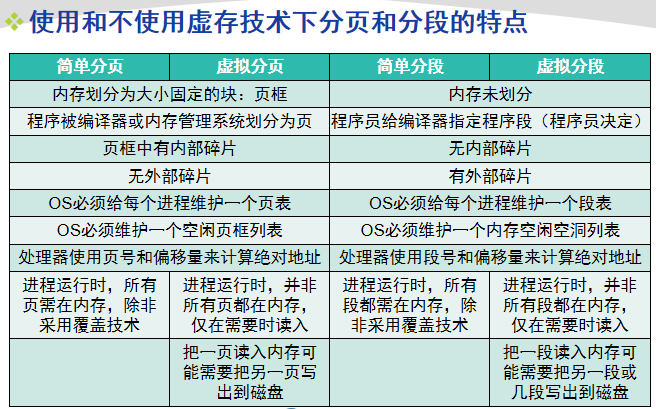 使用和不使用虚存技术下分页和分段的特点
简单分页 虚拟分页 简单分段 虚拟分段
内存划分为大小固定的块：页框 内存未划分
程序被编译器或内存管理系统划分为页 程序员给编译器指定程序段（程序员决定）
页框中有内部碎片 无内部碎片
无外部碎片 有外部碎片
OS必须给每个进程维护一个页表 OS必须给每个进程维护一个段表
OS必须维护一个空闲页框列表 OS必须维护一个内存空闲空洞列表
处理器使用页号和偏移量来计算绝对地址 处理器使用段号和偏移量来计算绝对地址
进程运行时，所有
页需在内存，除非
采用覆盖技术
进程运行时，并非
所有页都在内存，
仅在需要时读入
进程运行时，所有
段都需在内存，除
非采用覆盖技术
进程运行时，并非
所有段都在内存，
仅在需要时读入
把一页读入内存可
能需要把另一页写
出到磁盘
把一段读入内存可
能需要把另一段或
几段写出到磁盘